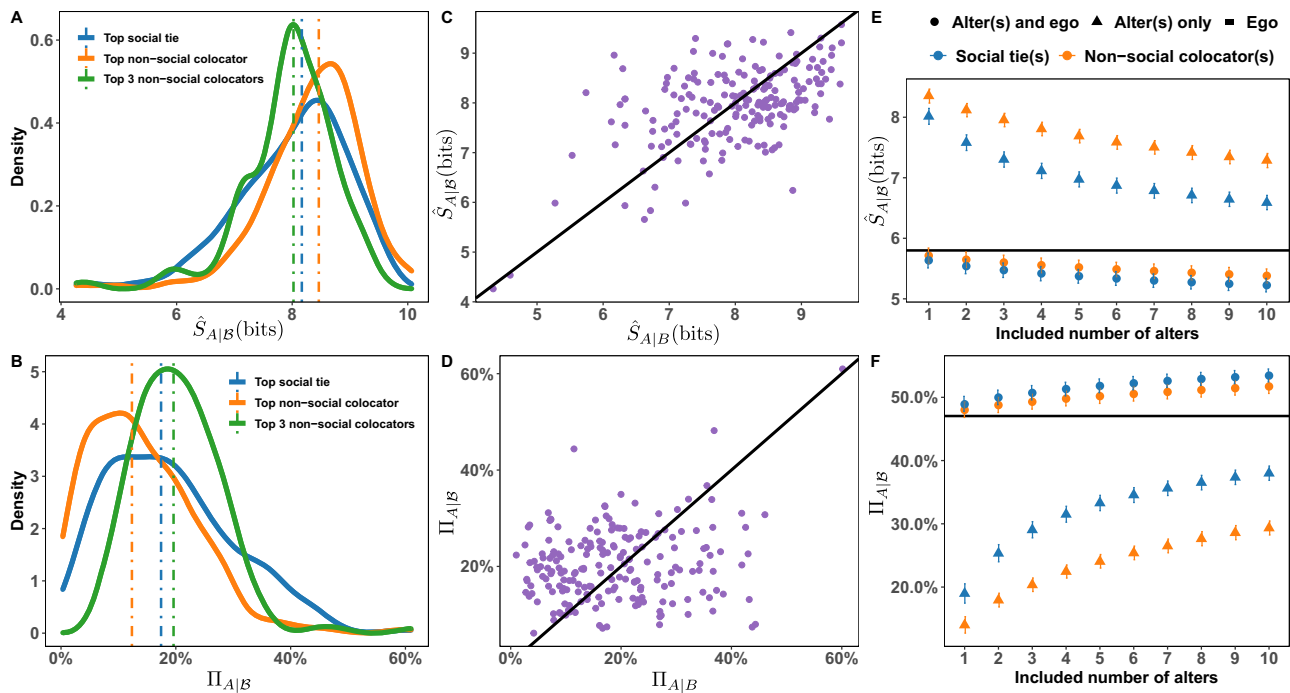 A
0.6
0.4
0.2
0.0
Density
Top social tie
Top non−social colocator
Top 3 non−social colocators
4 6 8 10
Ŝ_{A|𝓑}(bits)
B
5
4
3
2
1
0
Density
Top social tie
Top non−social colocator
Top 3 non−social colocators
0% 20% 40% 60%
Π_{A|𝓑}
C
9
8
7
6
5
4
Ŝ_{A|𝓑}(bits)
5 6 7 8 9
Ŝ_{A|B}(bits)
D
60%
40%
20%
Π_{A|𝓑}
0% 20% 40% 60%
Π_{A|B}
E
Alter(s) and ego Alter(s) only Ego
Social tie(s) Non−social colocator(s)
8
7
6
5
Ŝ_{A|𝓑}(bits)
1 2 3 4 5 6 7 8 9 10
Included number of alters
F
50.0%
40.0%
30.0%
20.0%
Π_{A|𝓑}
1 2 3 4 5 6 7 8 9 10
Included number of alters